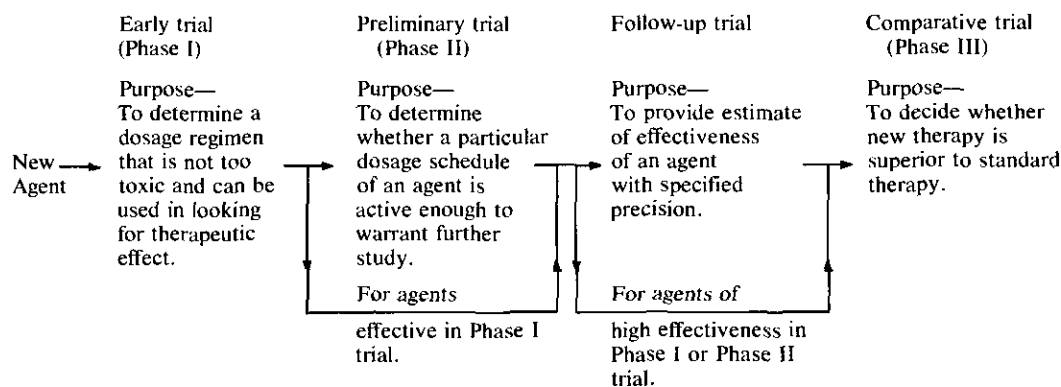 Early trial
(Phase I)
Purpose—
To determine a
dosage regimen
that is not too
toxic and can be
used in looking
for therapeutic
effect.
New
Agent
Preliminary trial
(Phase II)
Purpose—
To determine
whether a particular
dosage schedule
of an agent is
active enough to
warrant further
study.
For agents
effective in Phase I
trial.
Follow-up trial
Purpose—
To provide estimate
of effectiveness
of an agent
with specified
precision.
For agents of
high effectiveness in
Phase I or Phase II
trial.
Comparative trial
(Phase III)
Purpose—
To decide whether
new therapy is
superior to standard
therapy.